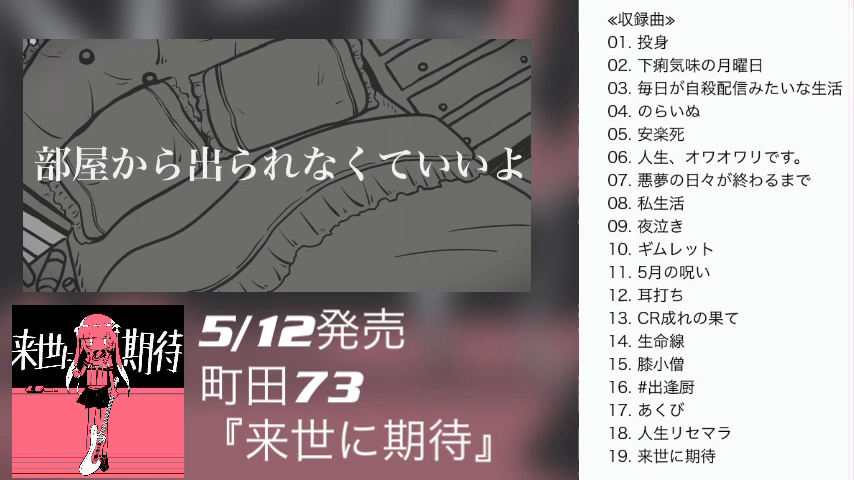 部屋から出られなくていいよ
来世に期待
5/12発売
町田73
『来世に期待』
≪収録曲≫
01. 投身
02. 下痢気味の月曜日
03. 毎日が自殺配信みたいな生活
04. のらいぬ
05. 安楽死
06. 人生、オワオワリです。
07. 悪夢の日々が終わるまで
08. 私生活
09. 夜泣き
10. ギムレット
11. 5月の呪い
12. 耳打ち
13. CR成れの果て
14. 生命線
15. 膝小僧
16. #出逢厨
17. あくび
18. 人生リセマラ
19. 来世に期待